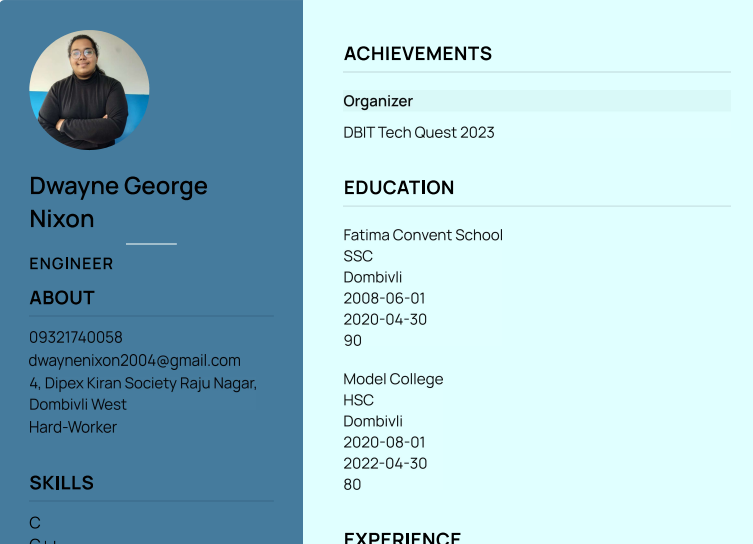 Dwayne George
Nixon
ENGINEER
ABOUT
09321740058
dwaynenixon2004@gmail.com
4, Dipex Kiran Society Raju Nagar,
Dombivli West
Hard-Worker
SKILLS
C
ACHIEVEMENTS
Organizer
DBIT Tech Quest 2023
EDUCATION
Fatima Convent School
SSC
Dombivli
2008-06-01
2020-04-30
90
Model College
HSC
Dombivli
2020-08-01
2022-04-30
80
EXPERIENCE